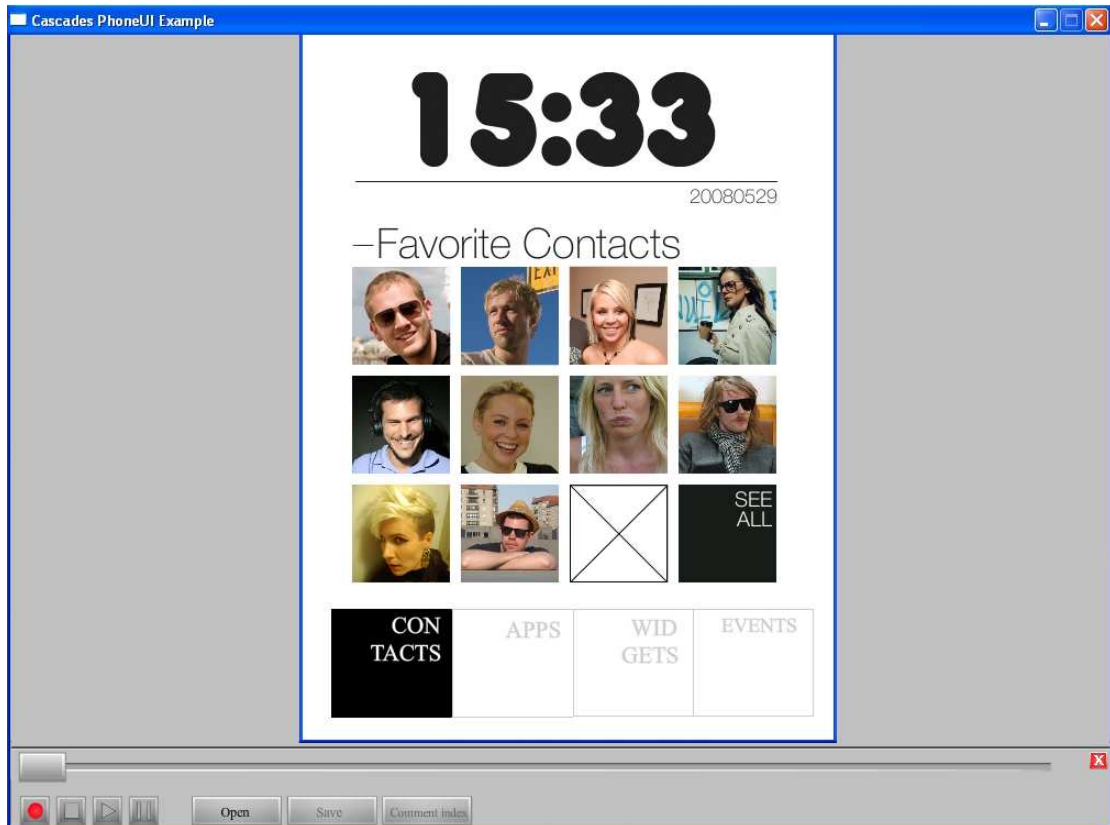 Cascades PhoneUI Example
15:33
20080529
–Favorite Contacts
EXI
SEE
ALL
CON
TACTS
APPS
WID
GETS
EVENTS
Open
Save
Comment index